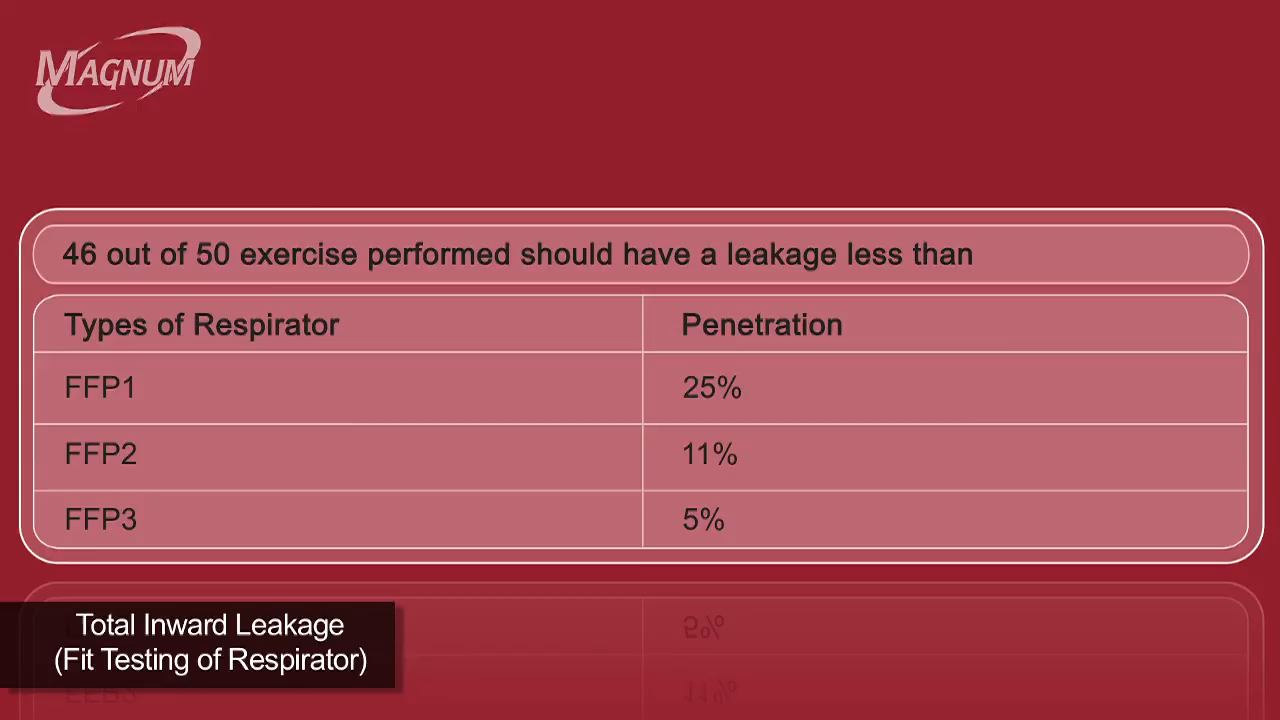 MAGNUM
46 out of 50 exercise performed should have a leakage less than
Types of Respirator Penetration
FFP1 25%
FFP2 11%
FFP3 5%
Total Inward Leakage
(Fit Testing of Respirator)